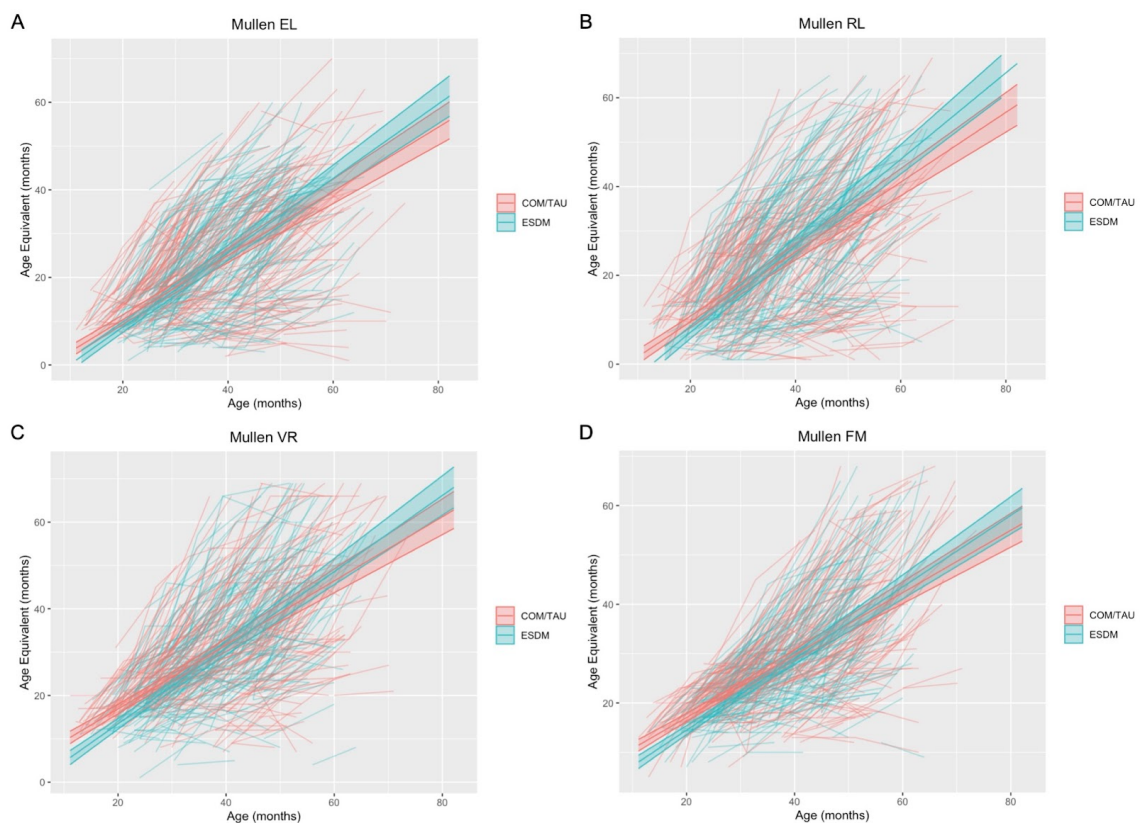 A
Mullen EL
Age Equivalent (months)
60
40
20
0
20 40 60 80
Age (months)
COM/TAU
ESDM
B
Mullen RL
Age Equivalent (months)
60
40
20
0
20 40 60 80
Age (months)
COM/TAU
ESDM
C
Mullen VR
Age Equivalent (months)
60
40
20
0
20 40 60 80
Age (months)
COM/TAU
ESDM
D
Mullen FM
Age Equivalent (months)
60
40
20
20 40 60 80
Age (months)
COM/TAU
ESDM